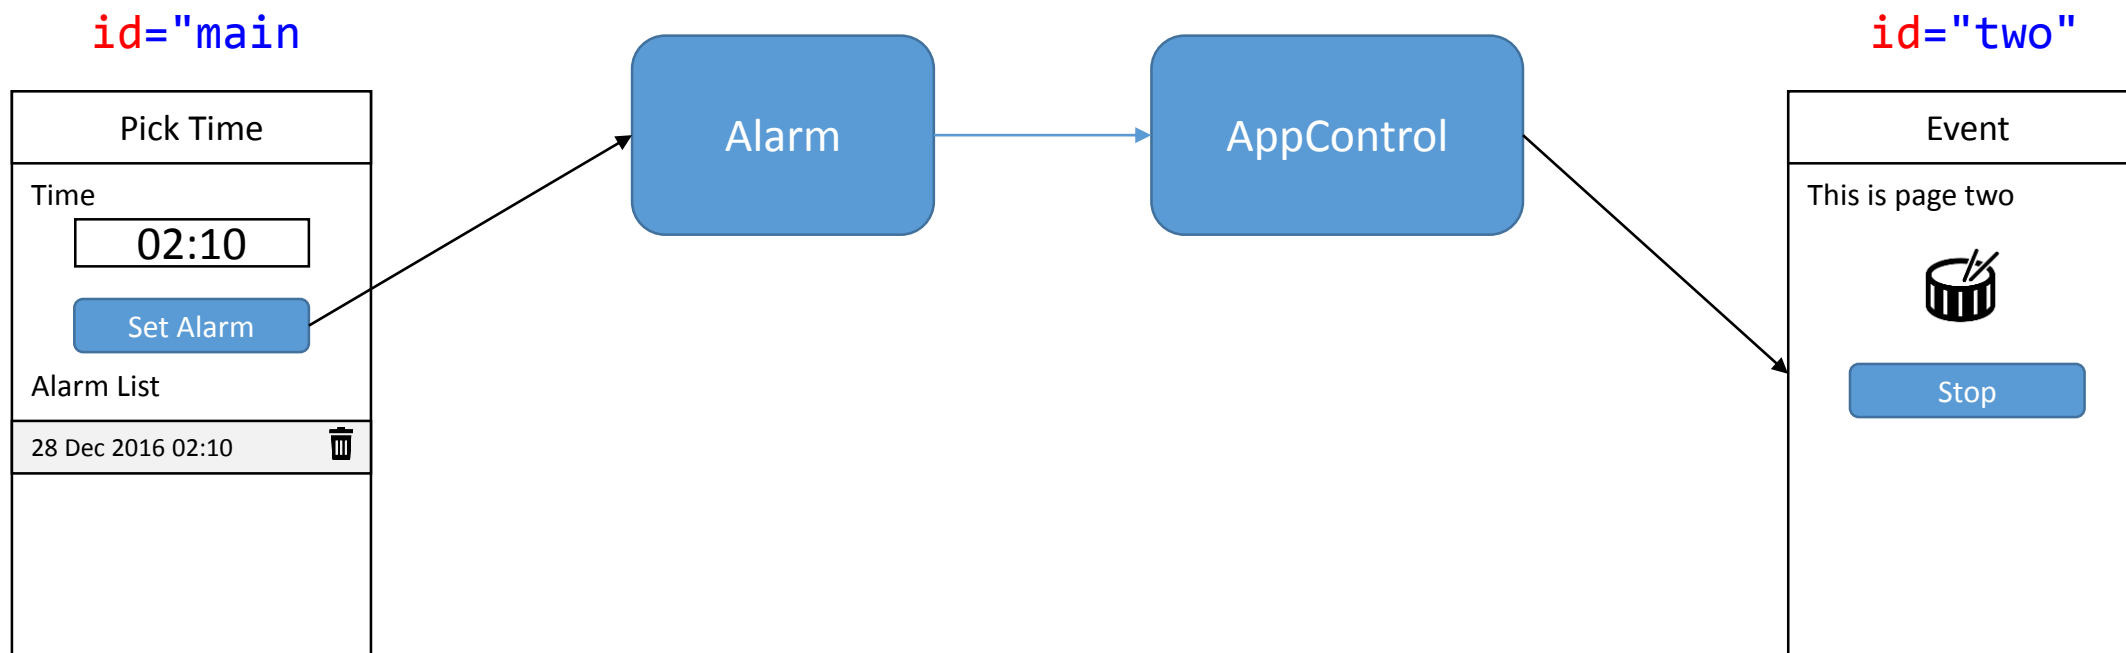 id="main
Pick Time
Time
02:10
Set Alarm
Alarm List
28 Dec 2016 02:10
Alarm
AppControl
id="two"
Event
This is page two
Stop